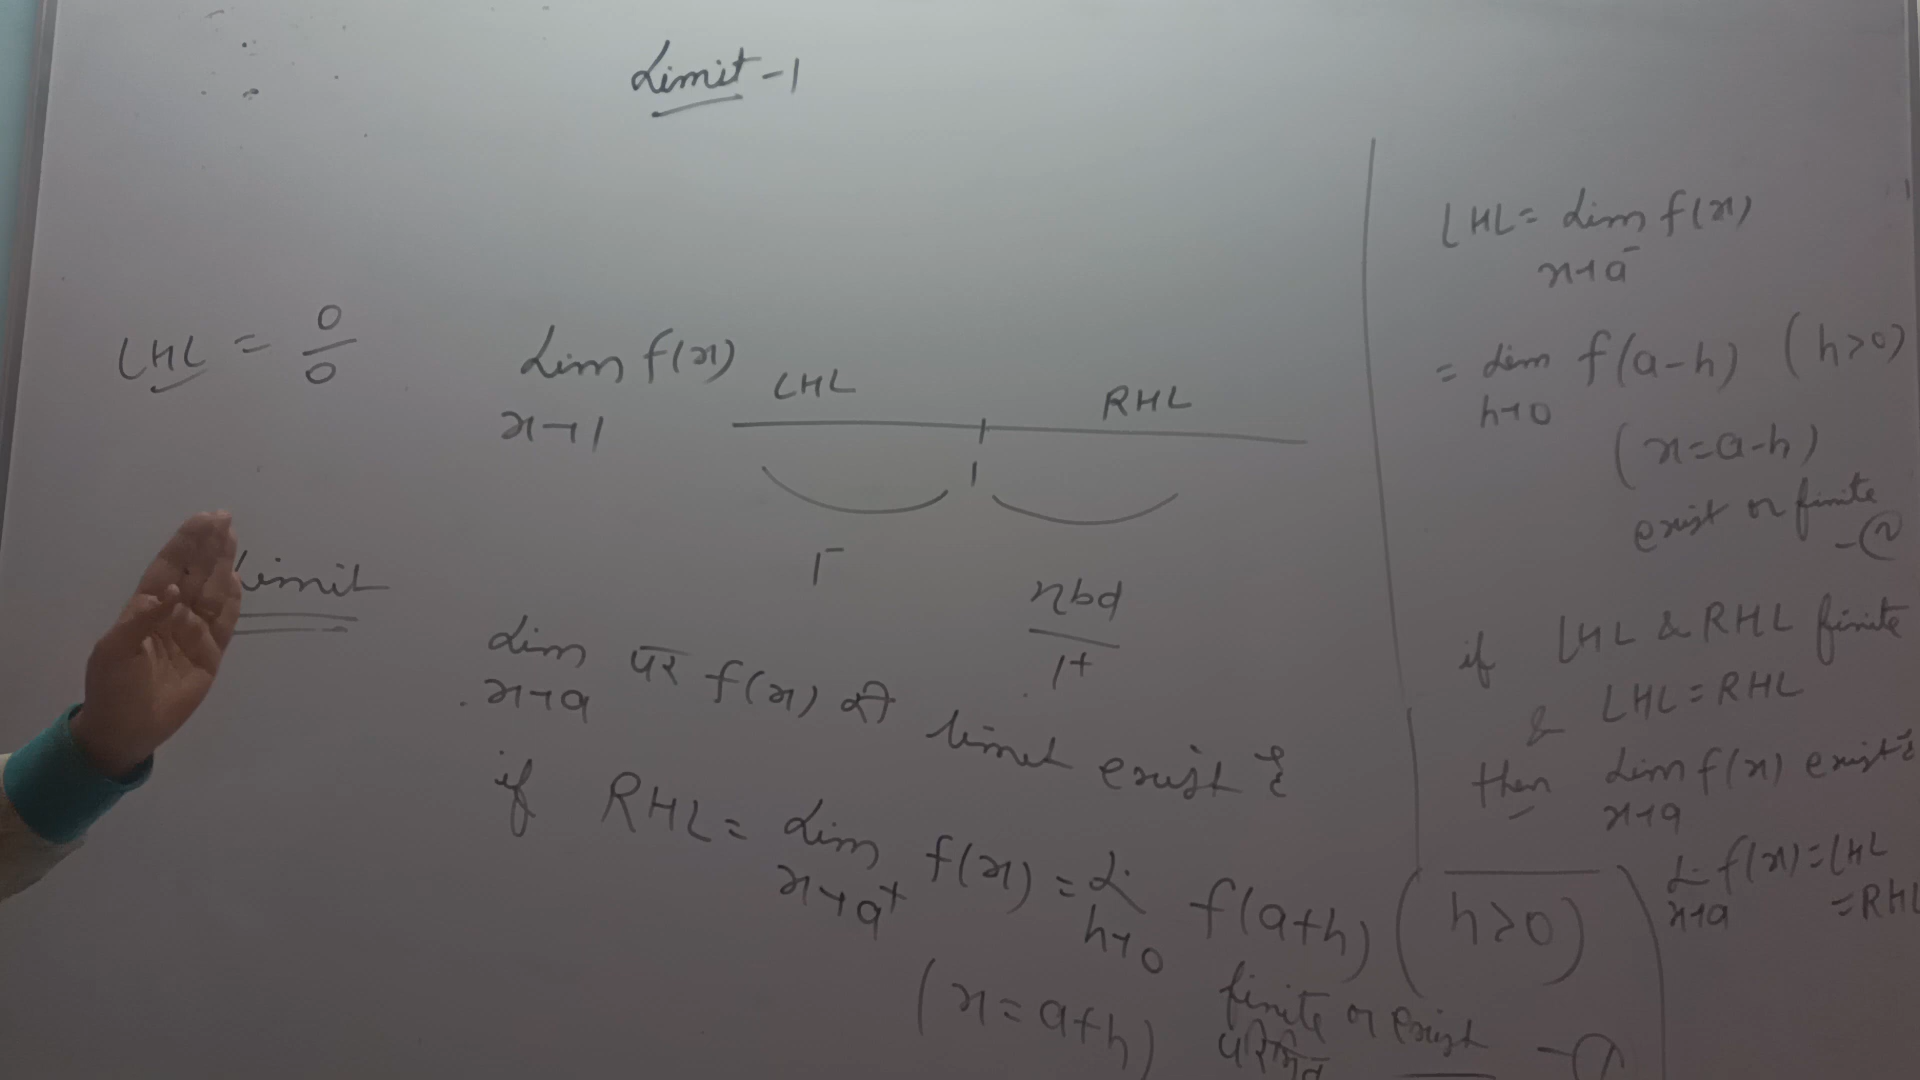 Limit-1
LHL = 0/0
Lim f(x)
x→1
LHL
RHL
1
1⁻
nbd
1+
Limit
Lim पर f(x) की limit exist है
x→a
if RHL = Lim f(x) = L f(a+h) (h>0)
x→a⁺ h→0
(x=a+h) finite or exist
परिमित
-①
LHL = Lim f(x)
x→a⁻
= Lim f(a-h) (h>0)
h→0
(x=a-h)
exist or finite
-②
if LHL & RHL finite
& LHL=RHL
then Lim f(x) exist है
x→a
L f(x)=LHL
x→a =RHL